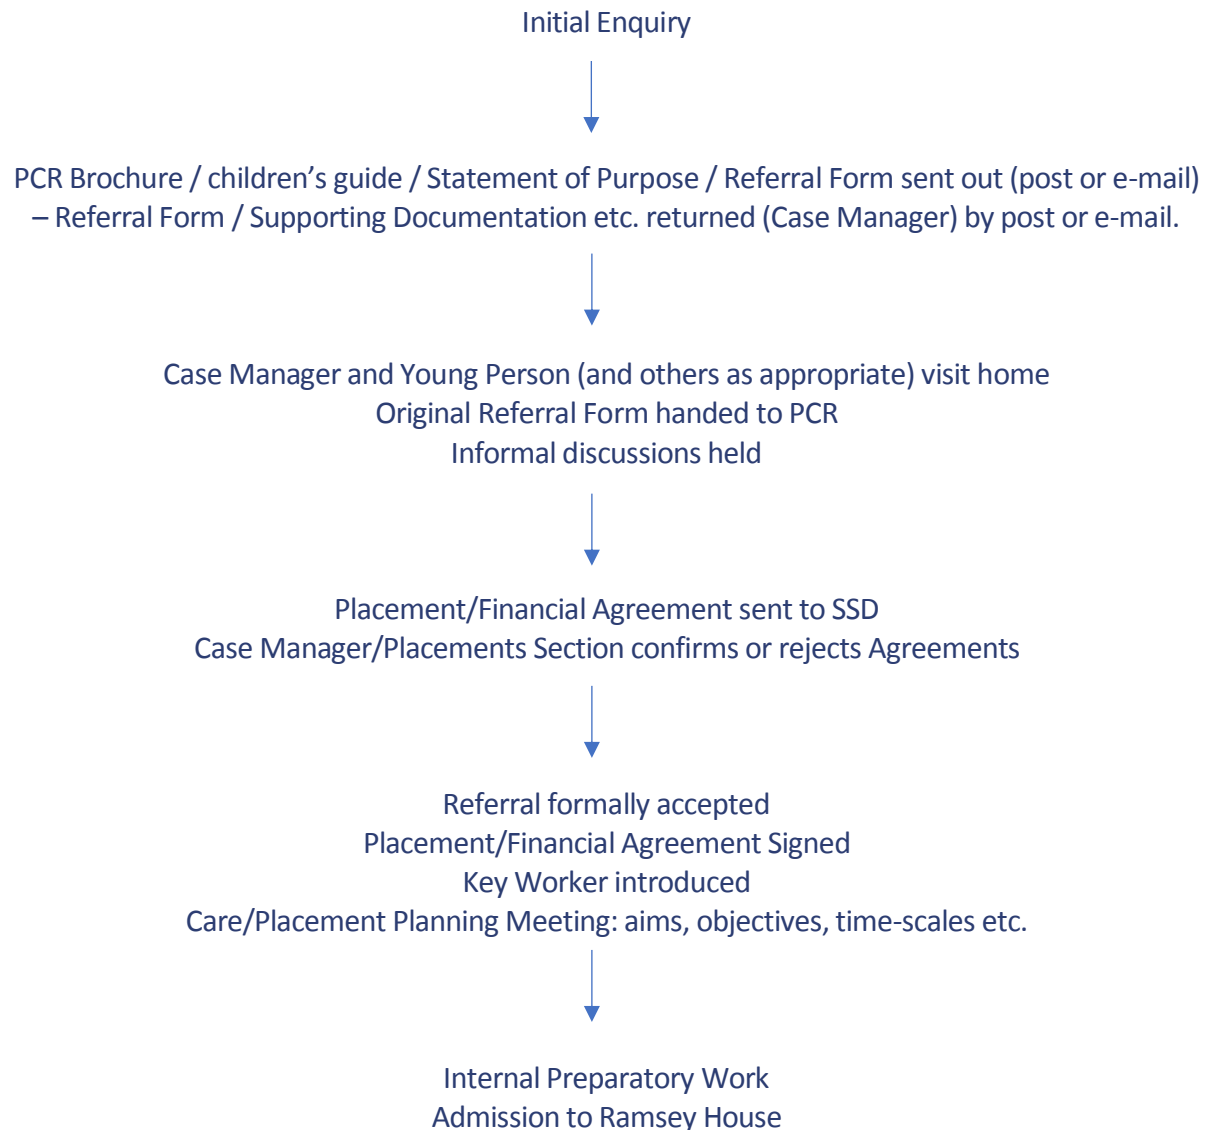 Initial Enquiry
PCR Brochure / children’s guide / Statement of Purpose / Referral Form sent out (post or e-mail)
– Referral Form / Supporting Documentation etc. returned (Case Manager) by post or e-mail.
Case Manager and Young Person (and others as appropriate) visit home
Original Referral Form handed to PCR
Informal discussions held
Placement/Financial Agreement sent to SSD
Case Manager/Placements Section confirms or rejects Agreements
Referral formally accepted
Placement/Financial Agreement Signed
Key Worker introduced
Care/Placement Planning Meeting: aims, objectives, time-scales etc.
Internal Preparatory Work
Admission to Ramsey House